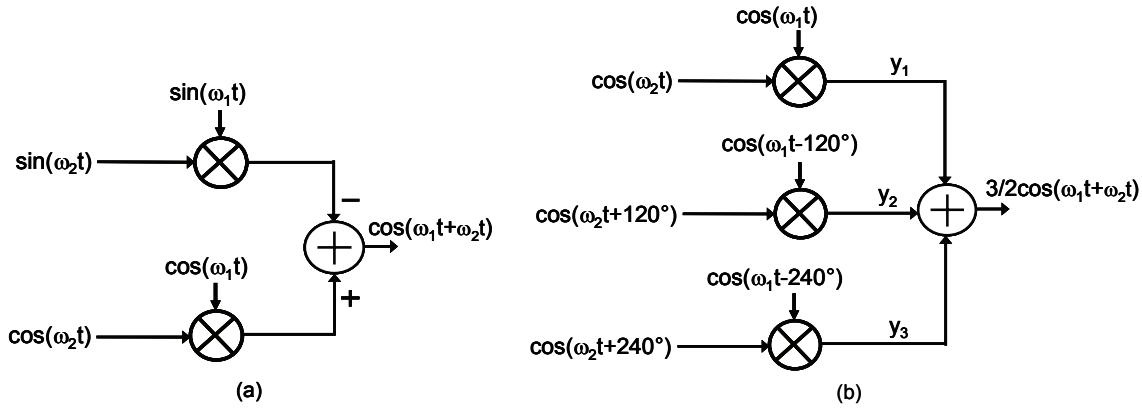 sin(ω₁t)
sin(ω₂t)
−
cos(ω₁t+ω₂t)
cos(ω₁t)
+
cos(ω₂t)
(a)
cos(ω₁t)
cos(ω₂t)
y₁
cos(ω₁t-120°)
cos(ω₂t+120°)
y₂
3/2cos(ω₁t+ω₂t)
cos(ω₁t-240°)
cos(ω₂t+240°)
y₃
(b)